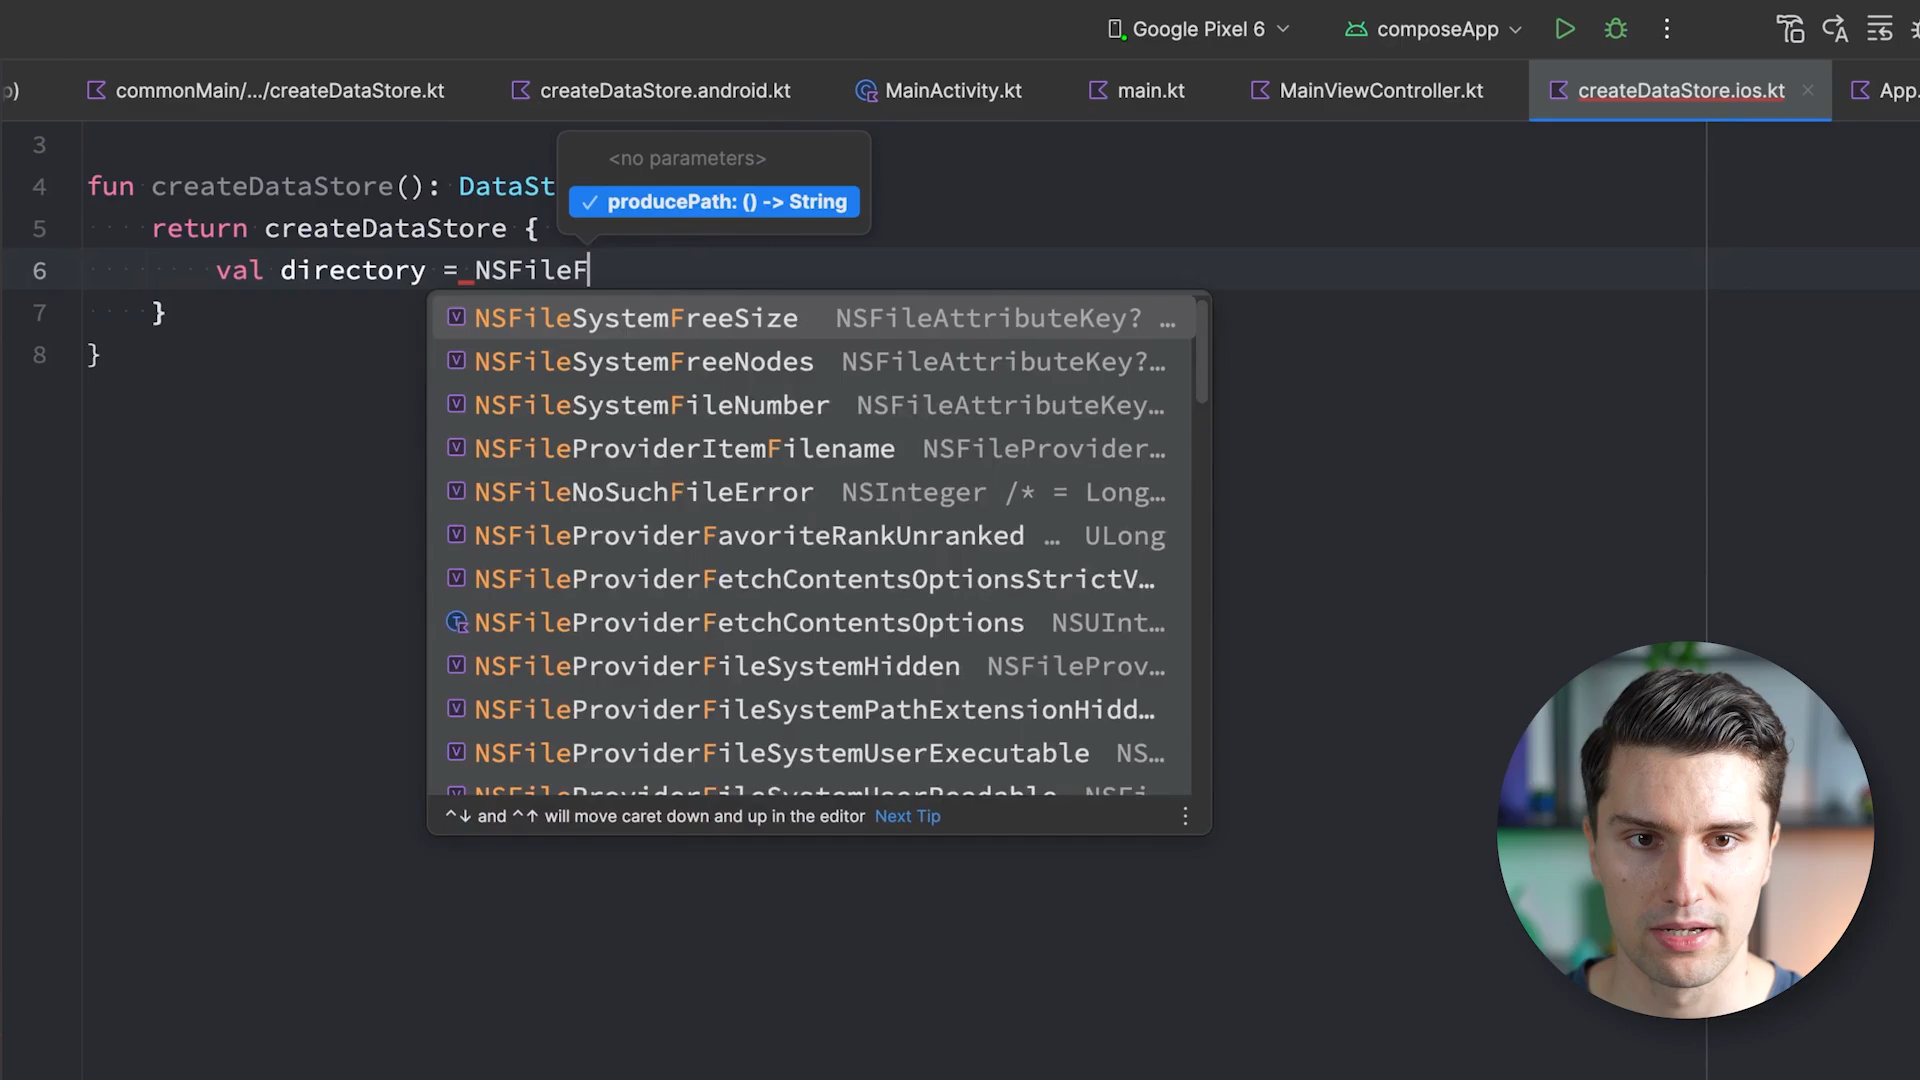 Google Pixel 6
composeApp
p)
commonMain/.../createDataStore.kt
createDataStore.android.kt
MainActivity.kt
main.kt
MainViewController.kt
createDataStore.ios.kt
App.
3
<no parameters>
4 fun createDataStore(): DataSt
producePath: () -> String
5 return createDataStore {
6 val directory = NSFileF
7 }
8 }
NSFileSystemFreeSize NSFileAttributeKey? …
NSFileSystemFreeNodes NSFileAttributeKey?…
NSFileSystemFileNumber NSFileAttributeKey…
NSFileProviderItemFilename NSFileProvider…
NSFileNoSuchFileError NSInteger /* = Long…
NSFileProviderFavoriteRankUnranked … ULong
NSFileProviderFetchContentsOptionsStrictV…
NSFileProviderFetchContentsOptions NSUInt…
NSFileProviderFileSystemHidden NSFileProv…
NSFileProviderFileSystemPathExtensionHidd…
NSFileProviderFileSystemUserExecutable NS…
NSFileProviderFileSystemUserReadable NSFi…
^↓ and ^↑ will move caret down and up in the editor Next Tip